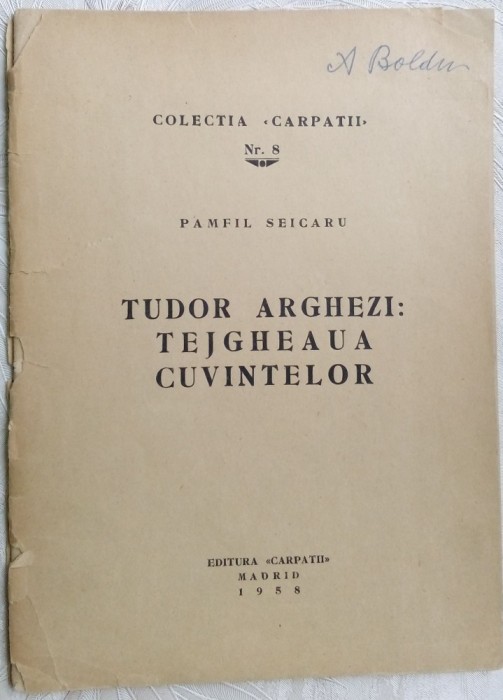 A Boldu
COLECTIA «CARPATII»
Nr. 8
PAMFIL SEICARU
TUDOR ARGHEZI:
TEJGHEAUA
CUVINTELOR
EDITURA «CARPATII»
MADRID
1958